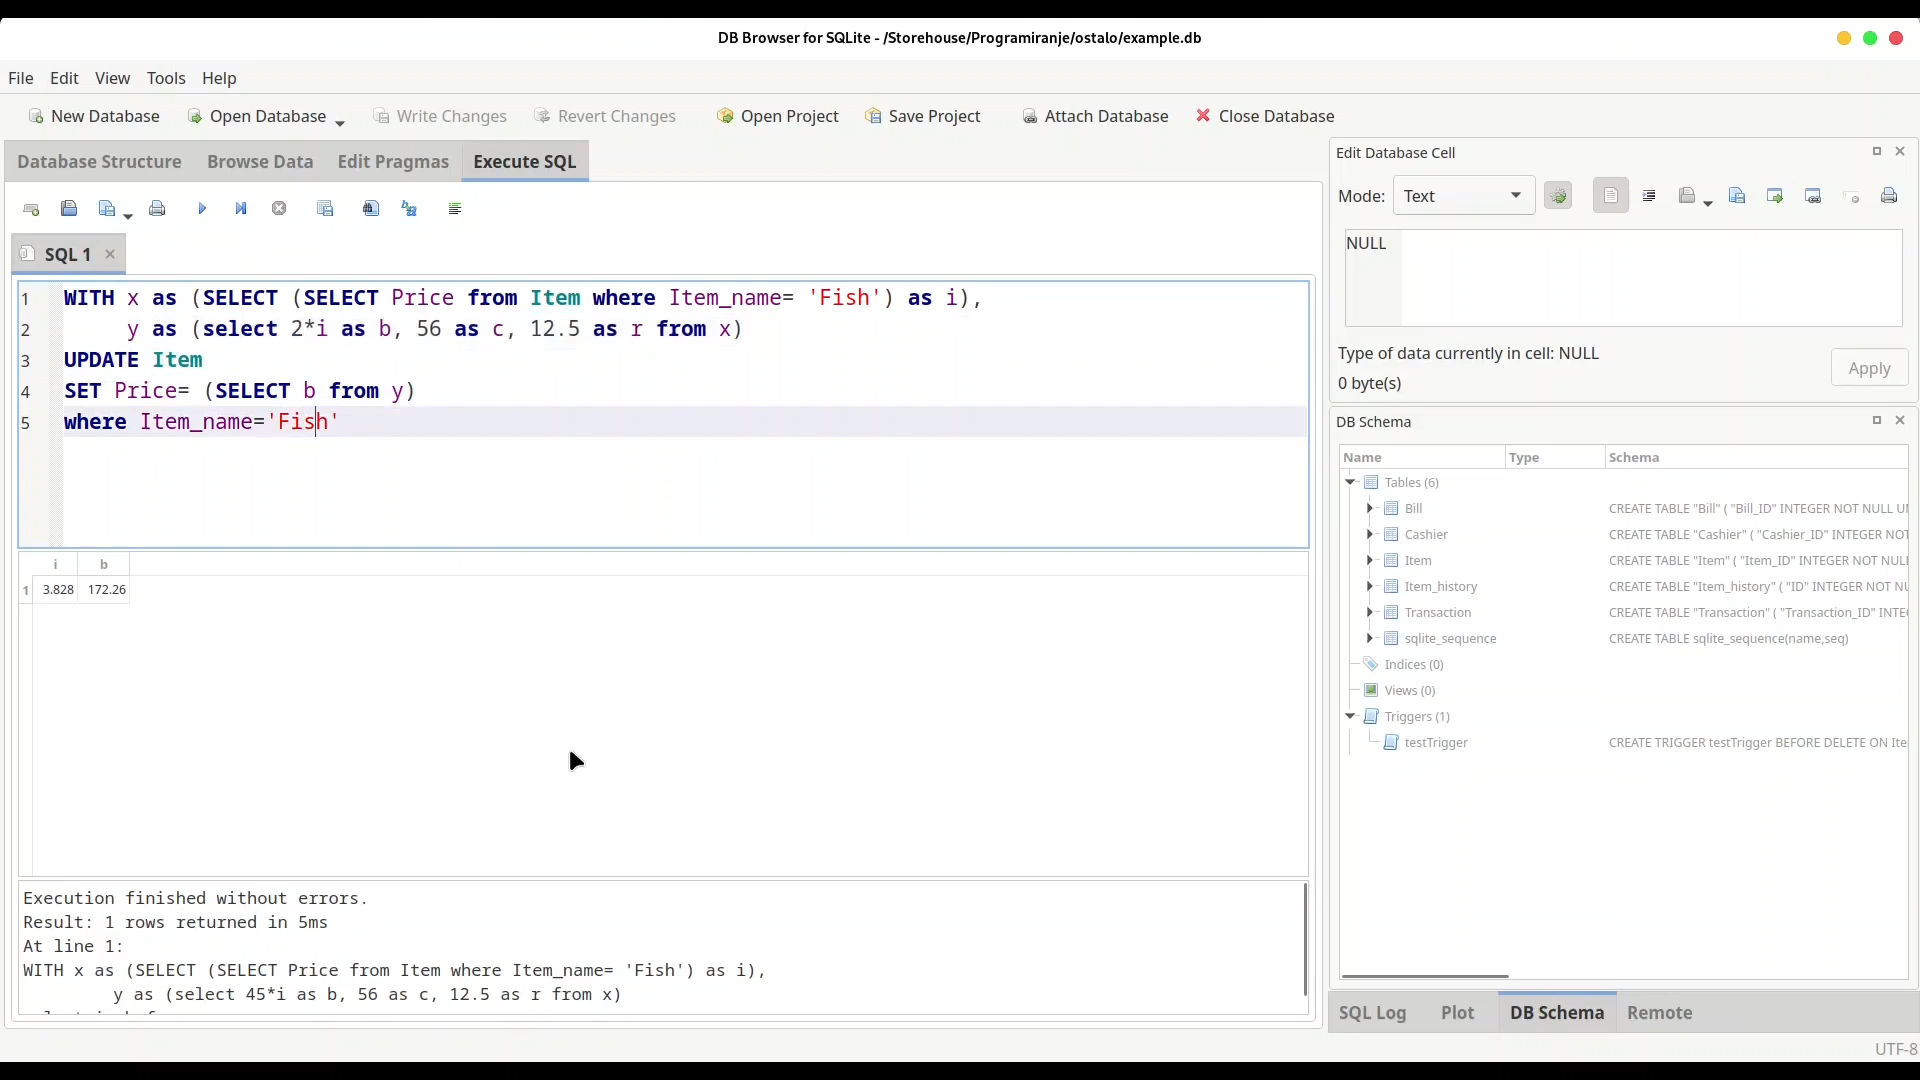 DB Browser for SQLite - /Storehouse/Programiranje/ostalo/example.db
File Edit View Tools Help
New Database Open Database Write Changes Revert Changes Open Project Save Project Attach Database Close Database
Database Structure Browse Data Edit Pragmas Execute SQL
SQL 1
1 WITH x as (SELECT (SELECT Price from Item where Item_name= 'Fish') as i),
2 y as (select 2*i as b, 56 as c, 12.5 as r from x)
3 UPDATE Item
4 SET Price= (SELECT b from y)
5 where Item_name='Fish'
i b
1 3.828 172.26
Execution finished without errors.
Result: 1 rows returned in 5ms
At line 1:
WITH x as (SELECT (SELECT Price from Item where Item_name= 'Fish') as i),
y as (select 45*i as b, 56 as c, 12.5 as r from x)
Edit Database Cell
Mode: Text
NULL
Type of data currently in cell: NULL
0 byte(s)
Apply
DB Schema
Name Type Schema
Tables (6)
Bill CREATE TABLE "Bill" ( "Bill_ID" INTEGER NOT NULL
Cashier CREATE TABLE "Cashier" ( "Cashier_ID" INTEGER NOT
Item CREATE TABLE "Item" ( "Item_ID" INTEGER NOT NULL
Item_history CREATE TABLE "Item_history" ( "ID" INTEGER NOT
Transaction CREATE TABLE "Transaction" ( "Transaction_ID"
sqlite_sequence CREATE TABLE sqlite_sequence(name,seq)
Indices (0)
Views (0)
Triggers (1)
testTrigger CREATE TRIGGER testTrigger BEFORE DELETE ON Ite
SQL Log Plot DB Schema Remote
UTF-8